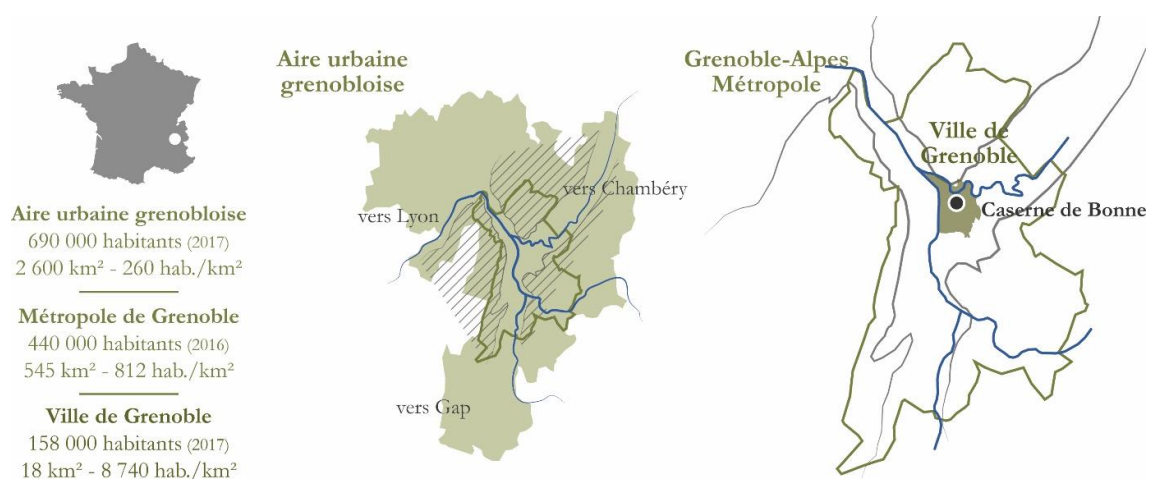 Aire urbaine grenobloise
690 000 habitants (2017)
2 600 km² - 260 hab./km²
Métropole de Grenoble
440 000 habitants (2016)
545 km² - 812 hab./km²
Ville de Grenoble
158 000 habitants (2017)
18 km² - 8 740 hab./km²
Aire urbaine
grenobloise
vers Chambéry
vers Lyon
vers Gap
Grenoble-Alpes
Métropole
Ville de
Grenoble
Caserne de Bonne